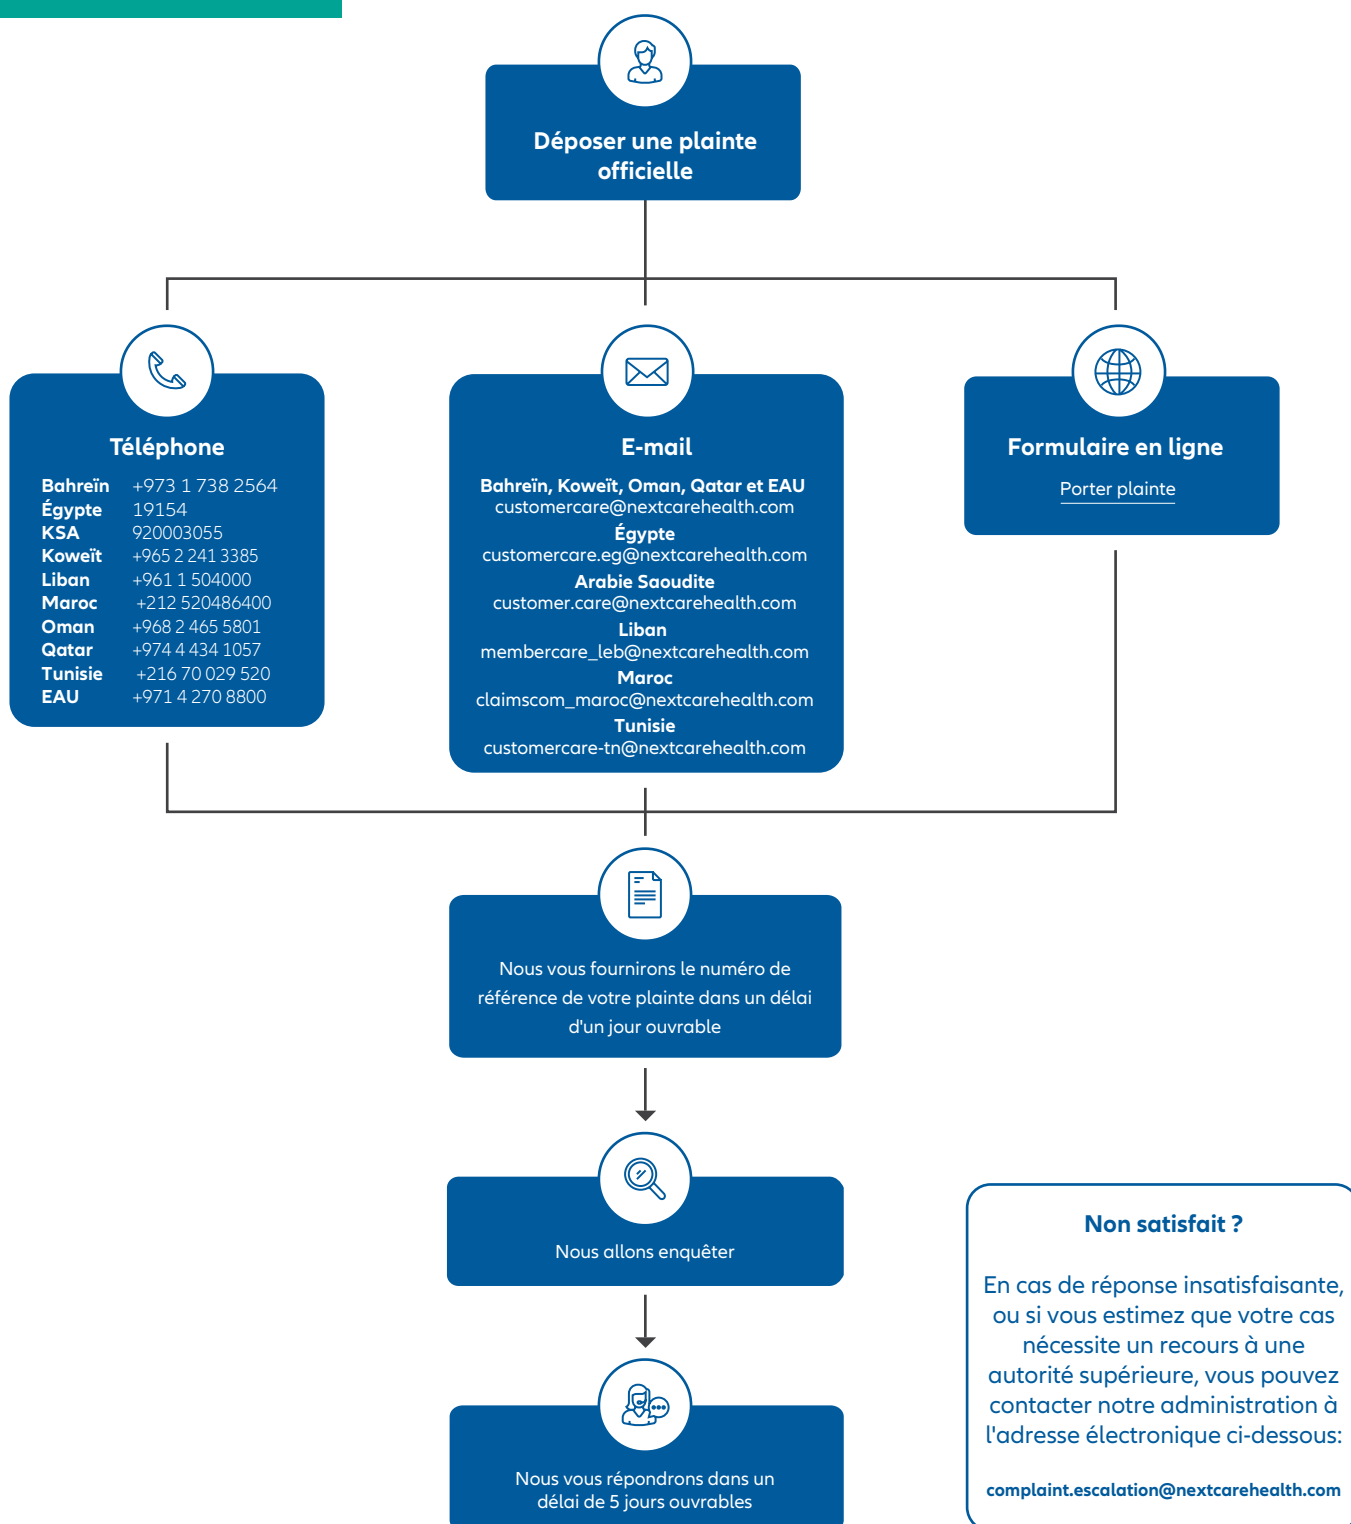 Déposer une plainte
officielle
Téléphone
Bahreïn +973 1 738 2564
Égypte 19154
KSA 920003055
Koweït +965 2 241 3385
Liban +961 1 504000
Maroc +212 520486400
Oman +968 2 465 5801
Qatar +974 4 434 1057
Tunisie +216 70 029 520
EAU +971 4 270 8800
E-mail
Bahreïn, Koweït, Oman, Qatar et EAU
customercare@nextcarehealth.com
Égypte
customercare.eg@nextcarehealth.com
Arabie Saoudite
customer.care@nextcarehealth.com
Liban
membercare_leb@nextcarehealth.com
Maroc
claimscom_maroc@nextcarehealth.com
Tunisie
customercare-tn@nextcarehealth.com
Formulaire en ligne
Porter plainte
Nous vous fournirons le numéro de
référence de votre plainte dans un délai
d'un jour ouvrable
Nous allons enquêter
Nous vous répondrons dans un
délai de 5 jours ouvrables
Non satisfait ?
En cas de réponse insatisfaisante,
ou si vous estimez que votre cas
nécessite un recours à une
autorité supérieure, vous pouvez
contacter notre administration à
l'adresse électronique ci-dessous:
complaint.escalation@nextcarehealth.com